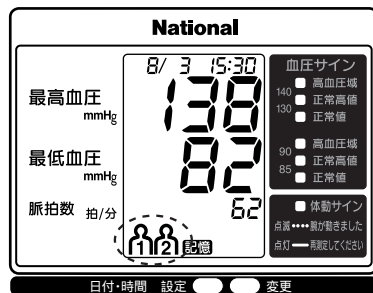 National
8/ 3 15:30
最高血圧
mmHg
138
最低血圧
mmHg
82
脈拍数 拍/分
62
1 2 記憶
血圧サイン
高血圧域
140
正常高値
130
正常値
高血圧域
90
正常高値
85
正常値
体動サイン
点滅••••腕が動きました
点灯━再測定してください
日付・時間 設定 変更